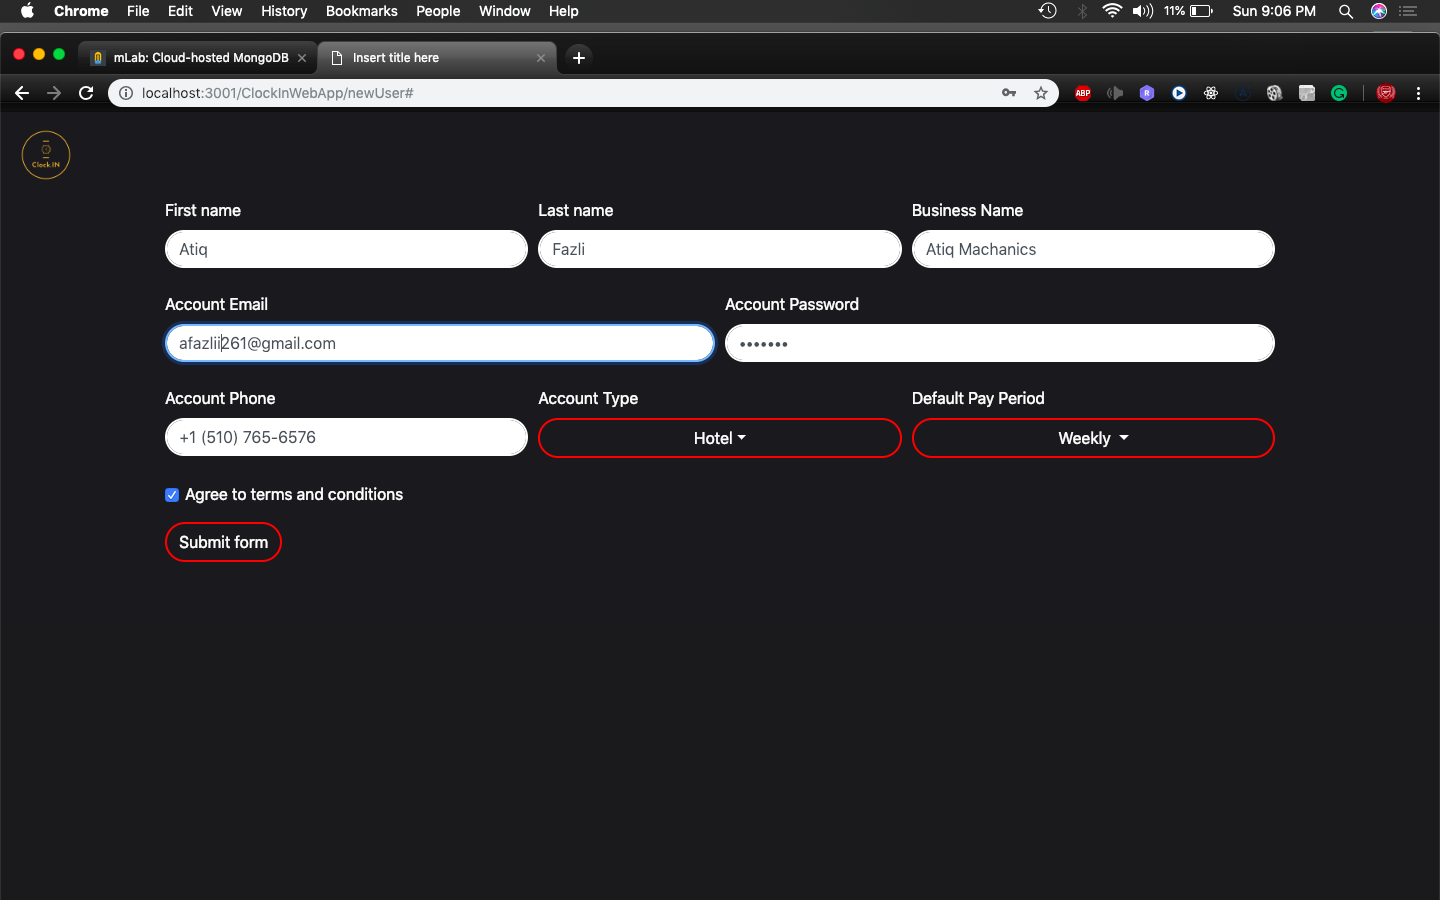 Chrome File Edit View History Bookmarks People Window Help 11% Sun 9:06 PM
mLab: Cloud-hosted MongoDB Insert title here
localhost:3001/ClockInWebApp/newUser# ABP
Clock IN
First name Last name Business Name
Atiq Fazli Atiq Machanics
Account Email Account Password
afazlii261@gmail.com •••••••
Account Phone Account Type Default Pay Period
+1 (510) 765-6576 Hotel Weekly
Agree to terms and conditions
Submit form